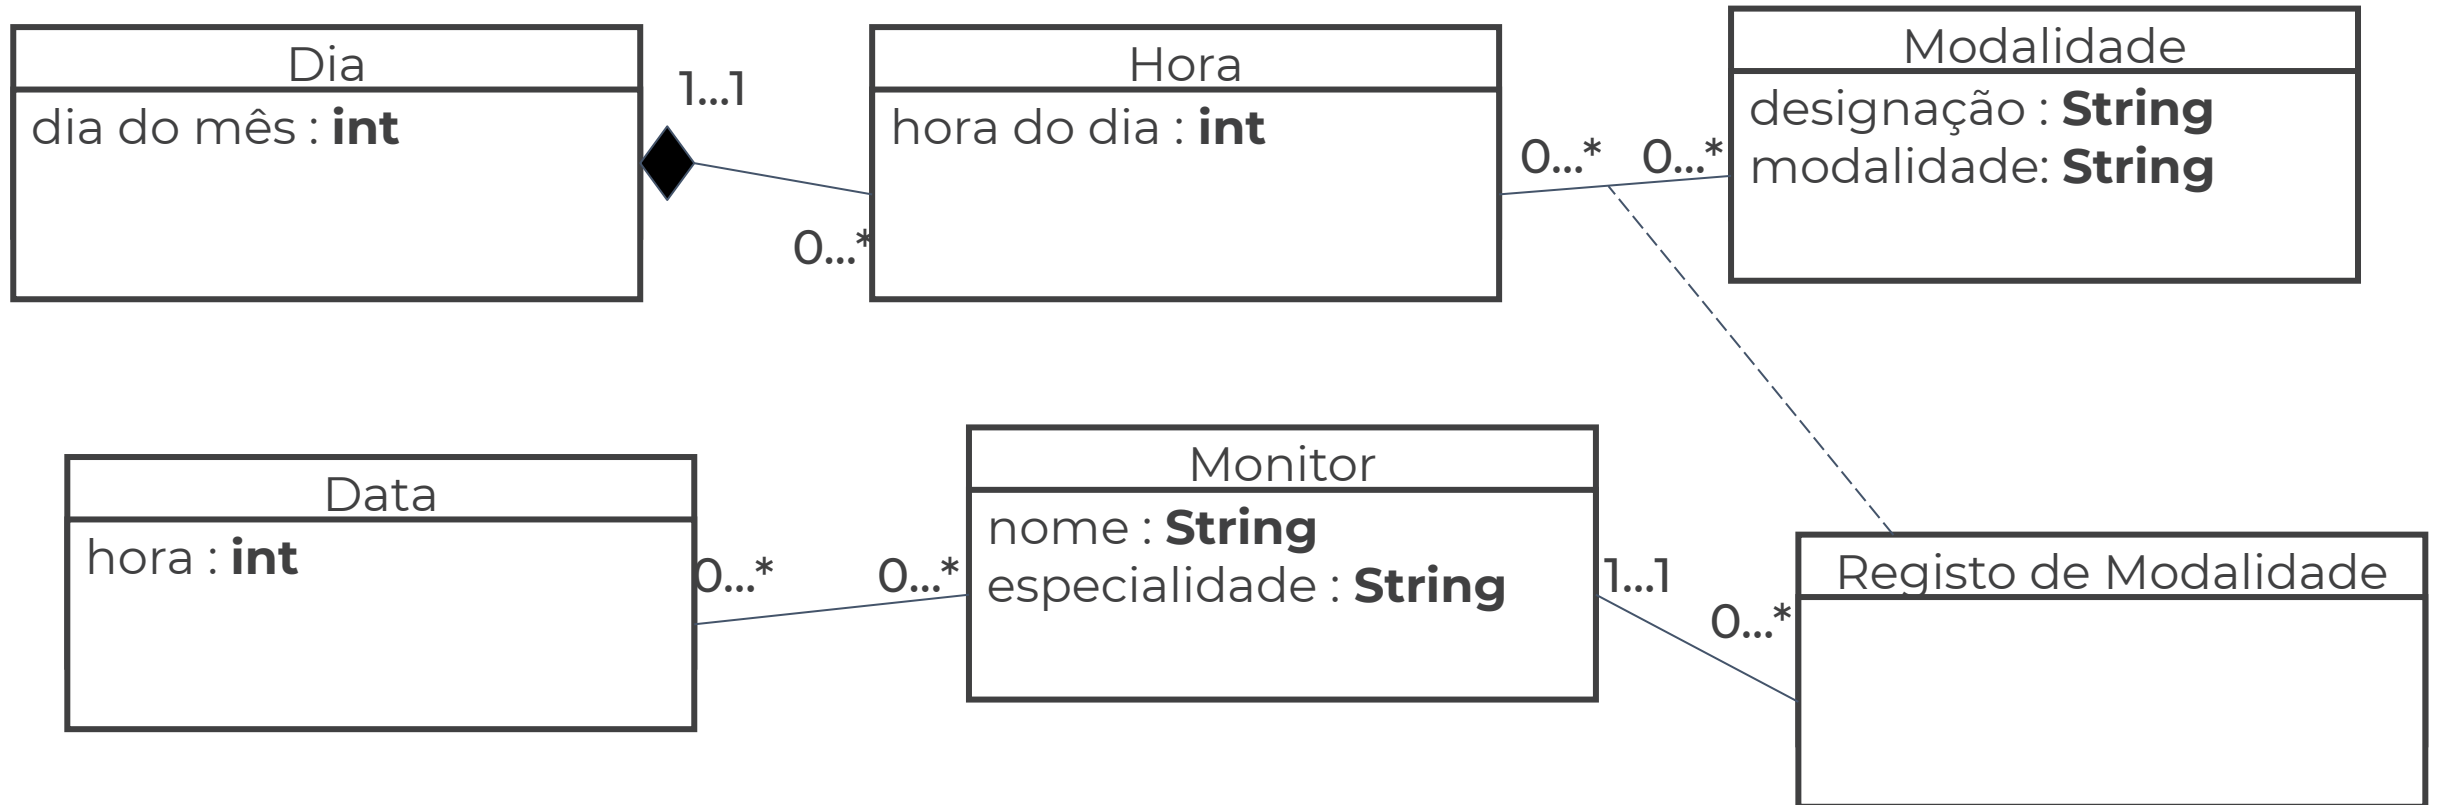 Dia
dia do mês : int
1...1
0...*
Hora
hora do dia : int
0...*
0...*
Modalidade
designação : String
modalidade: String
Data
hora : int
0...*
0...*
Monitor
nome : String
especialidade : String
1...1
0...*
Registo de Modalidade